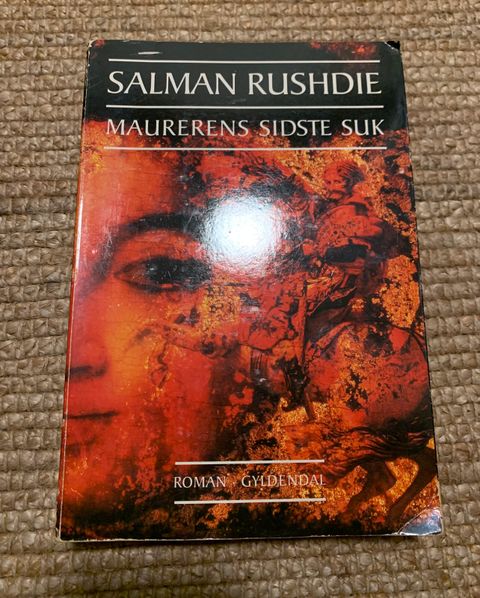 SALMAN RUSHDIE
MAURERENS SIDSTE SUK
ROMAN · GYLDENDAL